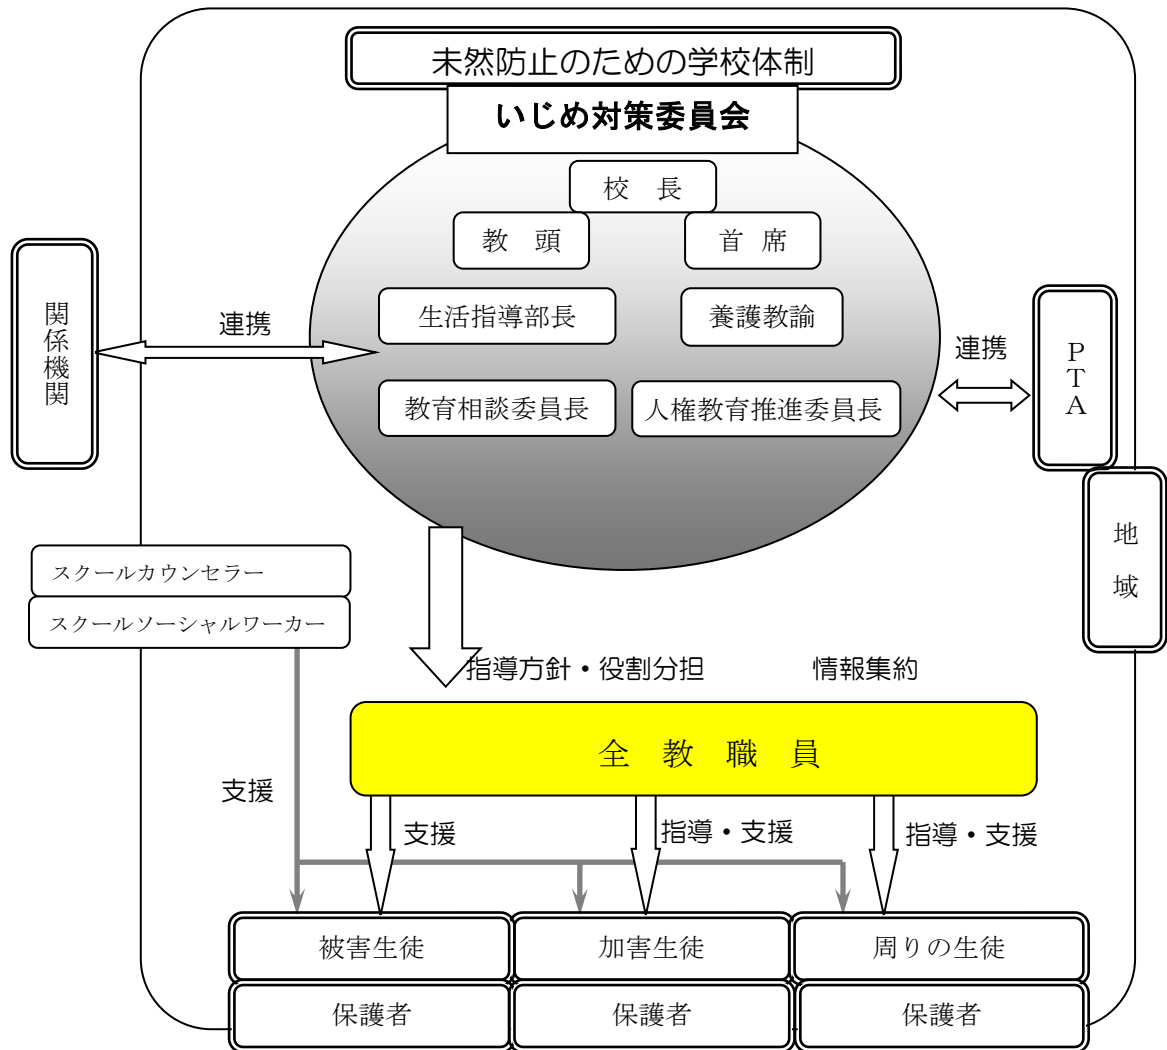 未然防止のための学校体制
いじめ対策委員会
校 長
教 頭
首 席
生活指導部長
養護教諭
教育相談委員長
人権教育推進委員長
関係機関
連携
連携
PTA
地域
スクールカウンセラー
スクールソーシャルワーカー
指導方針・役割分担
情報集約
全 教 職 員
支援
支援
指導・支援
指導・支援
被害生徒
加害生徒
周りの生徒
保護者
保護者
保護者